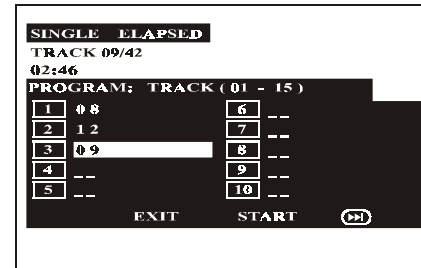 SINGLE ELAPSED
TRACK 09/42
02:46
PROGRAM: TRACK ( 01 - 15 )
1 08 6 _ _
2 12 7 _ _
3 09 8 _ _
4 _ _ 9 _ _
5 _ _ 10 _ _
EXIT START